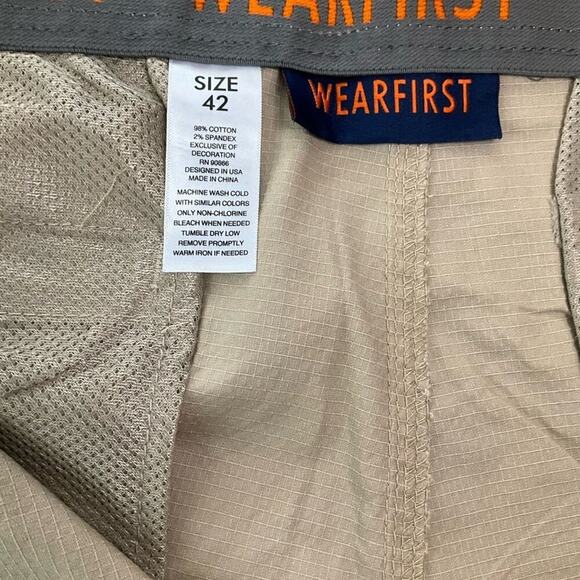 WEARFIRST
SIZE
42
98% COTTON
2% SPANDEX
EXCLUSIVE OF
DECORATION
RN 90866
DESIGNED IN USA
MADE IN CHINA
MACHINE WASH COLD
WITH SIMILAR COLORS
ONLY NON-CHLORINE
BLEACH WHEN NEEDED
TUMBLE DRY LOW
REMOVE PROMPTLY
WARM IRON IF NEEDED
WEARFIRST